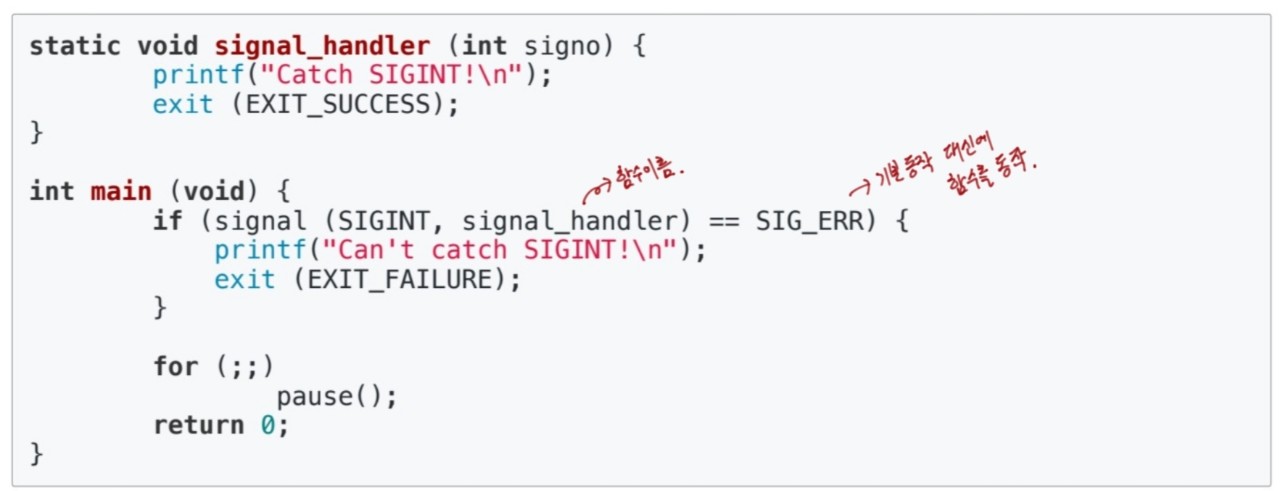 static void signal_handler (int signo) {
printf("Catch SIGINT!\n");
exit (EXIT_SUCCESS);
}
int main (void) {
→ 함수이름.
→ 기본동작 대신에
함수를 동작.
if (signal (SIGINT, signal_handler) == SIG_ERR) {
printf("Can't catch SIGINT!\n");
exit (EXIT_FAILURE);
}
for (;;)
pause();
return 0;
}